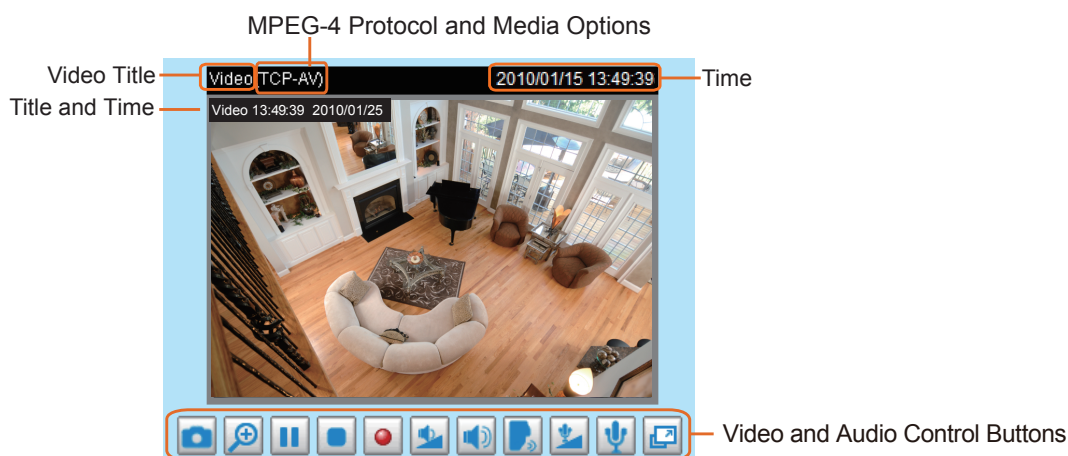 MPEG-4 Protocol and Media Options
Video Title
Video (TCP-AV)
2010/01/15 13:49:39
Time
Title and Time
Video 13:49:39 2010/01/25
Video and Audio Control Buttons